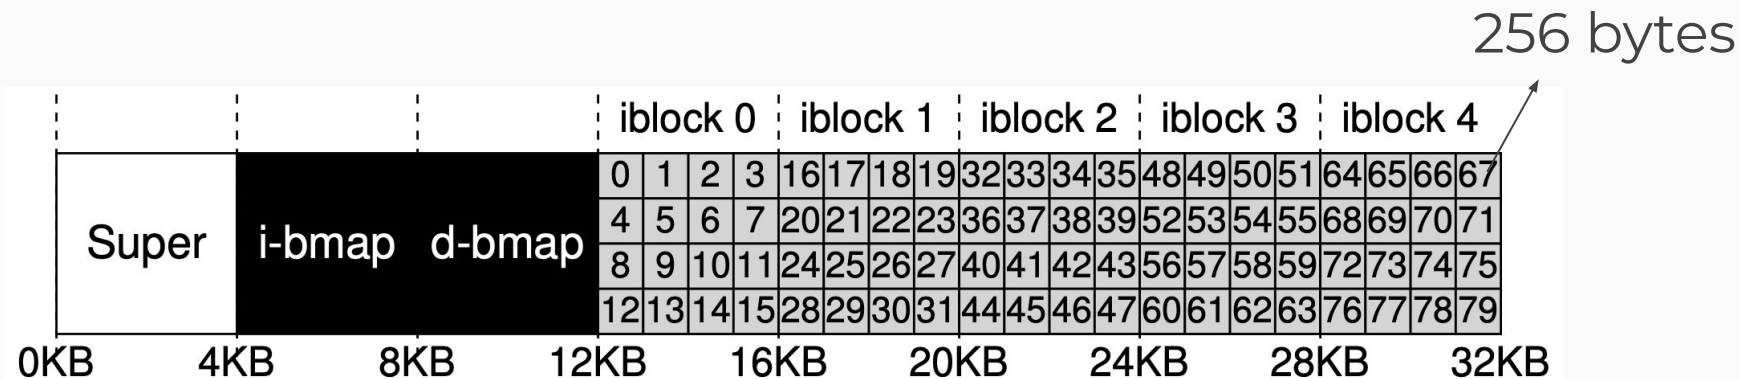 256 bytes
iblock 0 iblock 1 iblock 2 iblock 3 iblock 4
0 1 2 3 16 17 18 19 32 33 34 35 48 49 50 51 64 65 66 67
4 5 6 7 20 21 22 23 36 37 38 39 52 53 54 55 68 69 70 71
Super i-bmap d-bmap
8 9 10 11 24 25 26 27 40 41 42 43 56 57 58 59 72 73 74 75
12 13 14 15 28 29 30 31 44 45 46 47 60 61 62 63 76 77 78 79
0KB 4KB 8KB 12KB 16KB 20KB 24KB 28KB 32KB